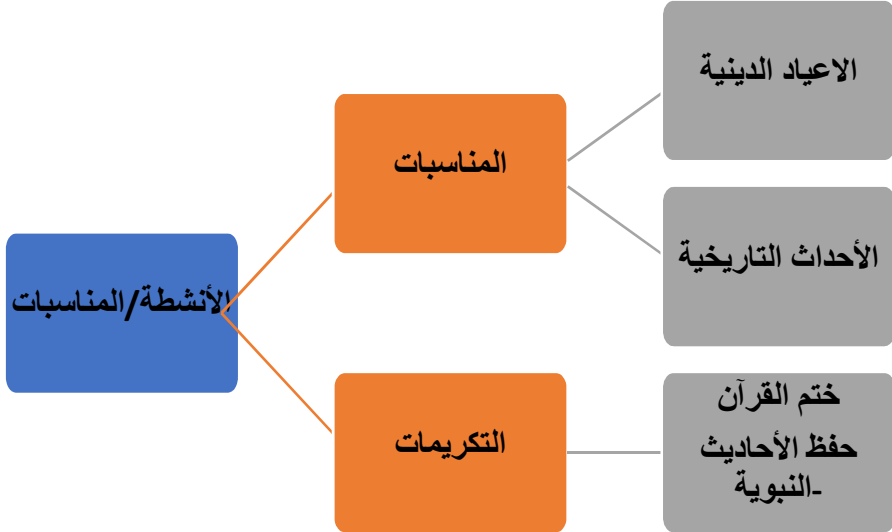 الاعياد الدينية
المناسبات
الأحداث التاريخية
الأنشطة/المناسبات
ختم القرآن
حفظ الأحاديث
النبوية-
التكريمات